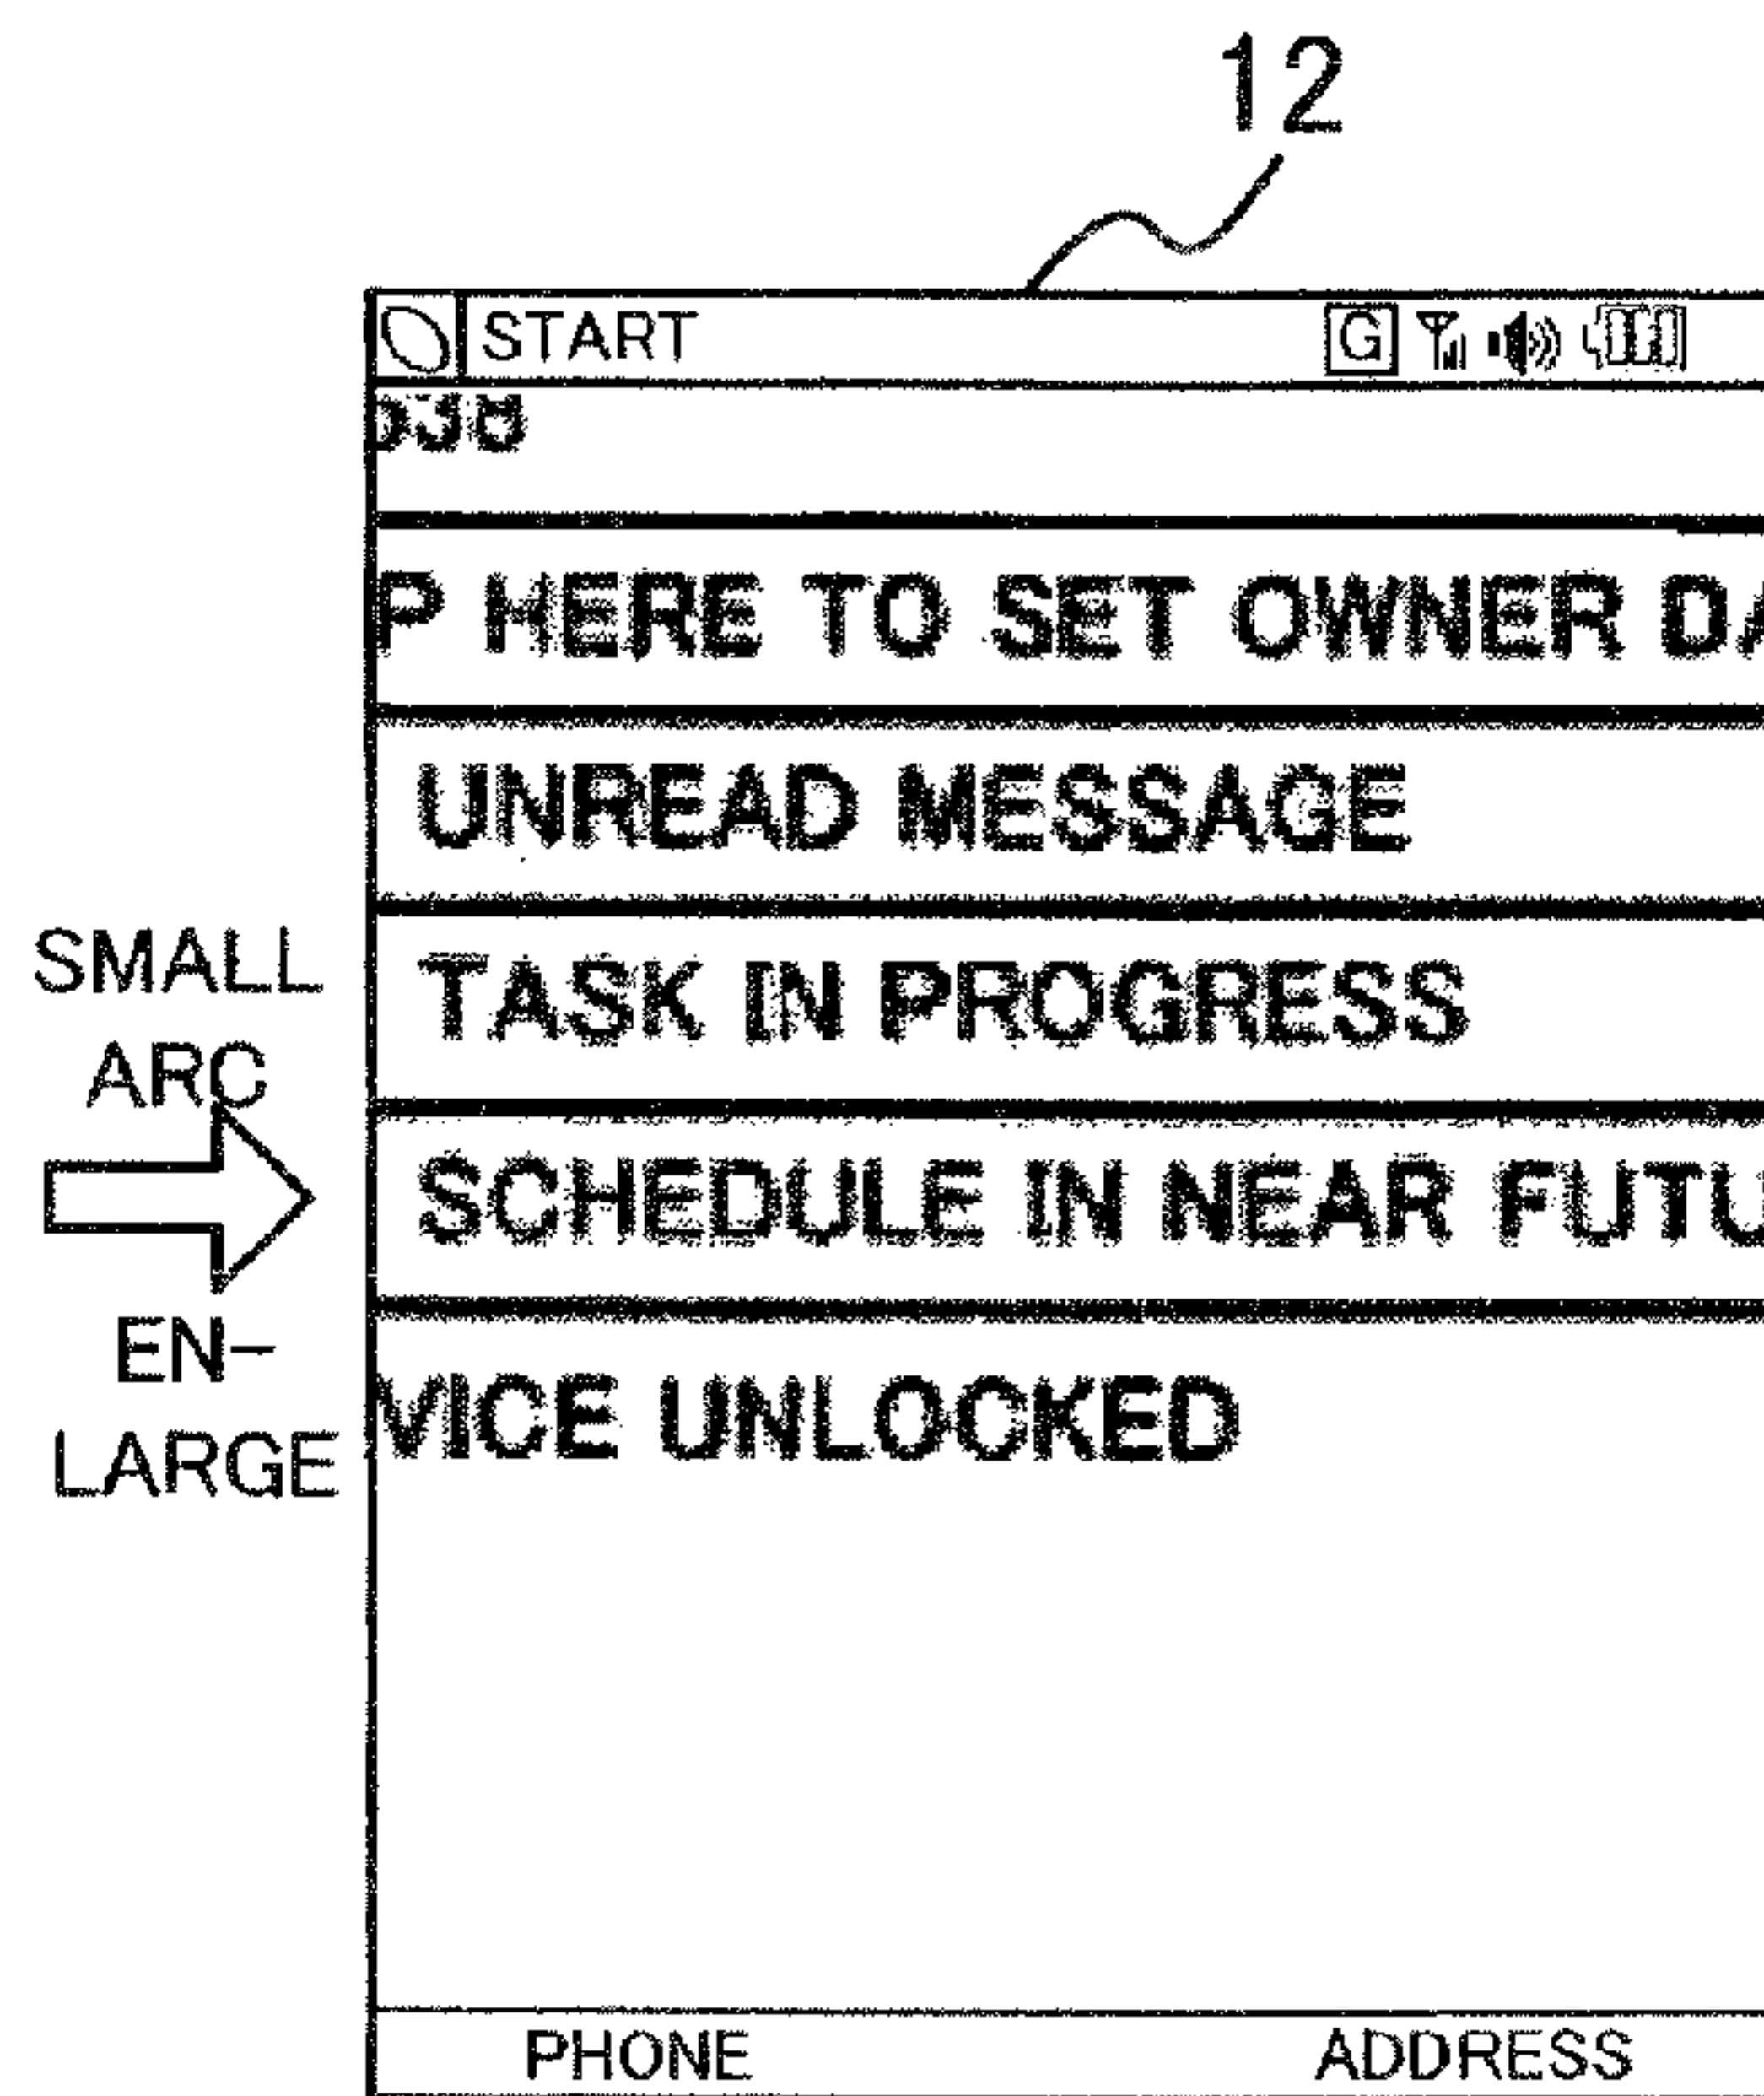 12
START G
P HERE TO SET OWNER DA
UNREAD MESSAGE
TASK IN PROGRESS
SCHEDULE IN NEAR FUTU
VICE UNLOCKED
PHONE ADDRESS
SMALL
ARC
EN-
LARGE